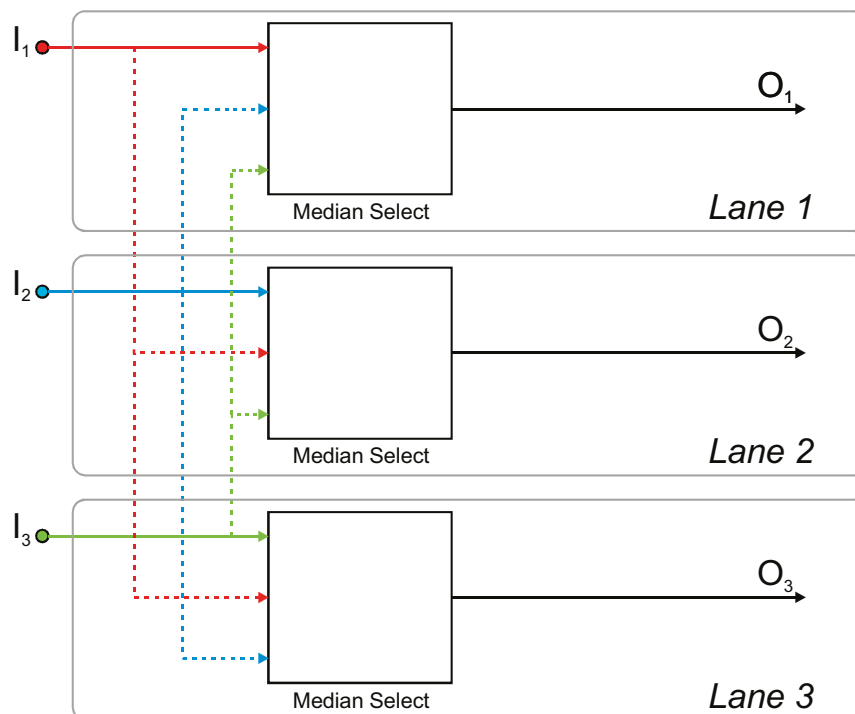 I₁
O₁
Median Select
Lane 1
I₂
O₂
Median Select
Lane 2
I₃
O₃
Median Select
Lane 3